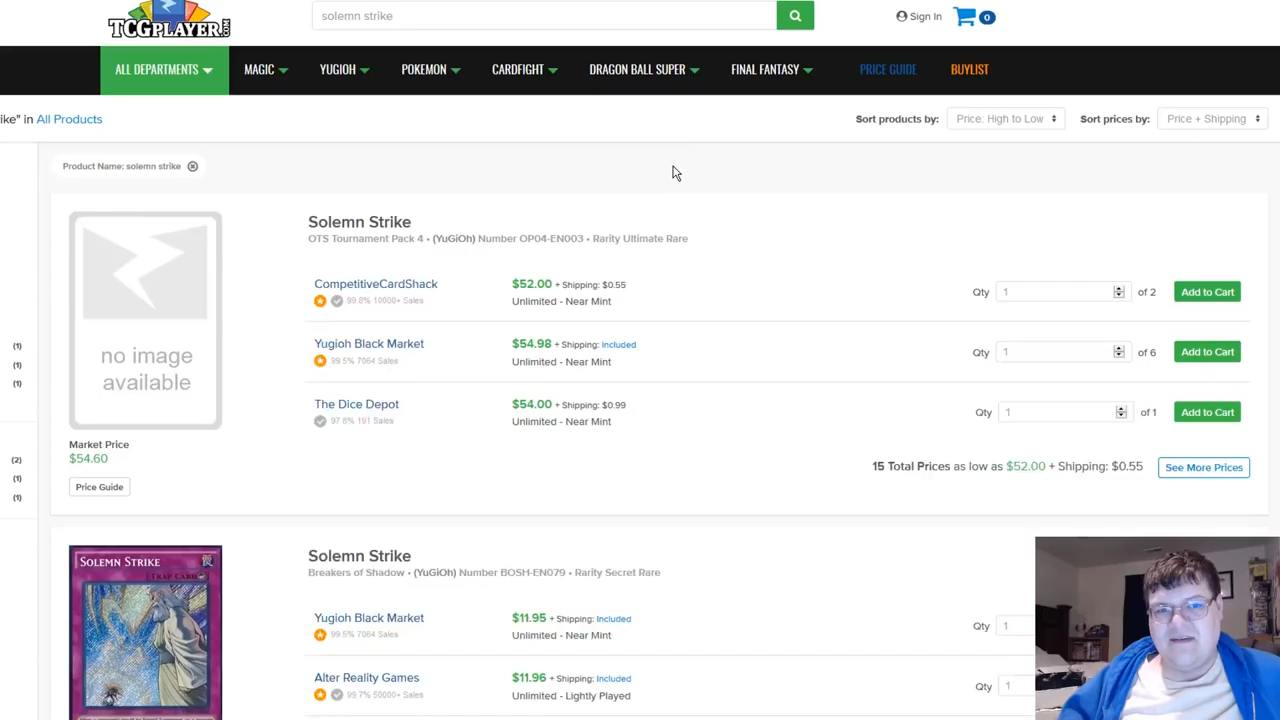 TCGPLAYER.COM
solemn strike
Sign In
0
ALL DEPARTMENTS
MAGIC
YUGIOH
POKEMON
CARDFIGHT
DRAGON BALL SUPER
FINAL FANTASY
PRICE GUIDE
BUYLIST
ike" in All Products
Sort products by: Price: High to Low
Sort prices by: Price + Shipping
Product Name: solemn strike
Solemn Strike
OTS Tournament Pack 4 • (YuGiOh) Number OP04-EN003 • Rarity Ultimate Rare
no image
available
Market Price
$54.60
Price Guide
CompetitiveCardShack
99.8% 10000+ Sales
$52.00 + Shipping: $0.55
Unlimited - Near Mint
Qty 1 of 2 Add to Cart
Yugioh Black Market
99.5% 7064 Sales
$54.98 + Shipping: Included
Unlimited - Near Mint
Qty 1 of 6 Add to Cart
The Dice Depot
97.8% 191 Sales
$54.00 + Shipping: $0.99
Unlimited - Near Mint
Qty 1 of 1 Add to Cart
15 Total Prices as low as $52.00 + Shipping: $0.55 See More Prices
(1)
(1)
(1)
(2)
(1)
(1)
Solemn Strike
Breakers of Shadow • (YuGiOh) Number BOSH-EN079 • Rarity Secret Rare
SOLEMN STRIKE
TRAP CARD
Yugioh Black Market
99.5% 7064 Sales
$11.95 + Shipping: Included
Unlimited - Near Mint
Qty 1
Alter Reality Games
99.7% 50000+ Sales
$11.96 + Shipping: Included
Unlimited - Lightly Played
Qty 1